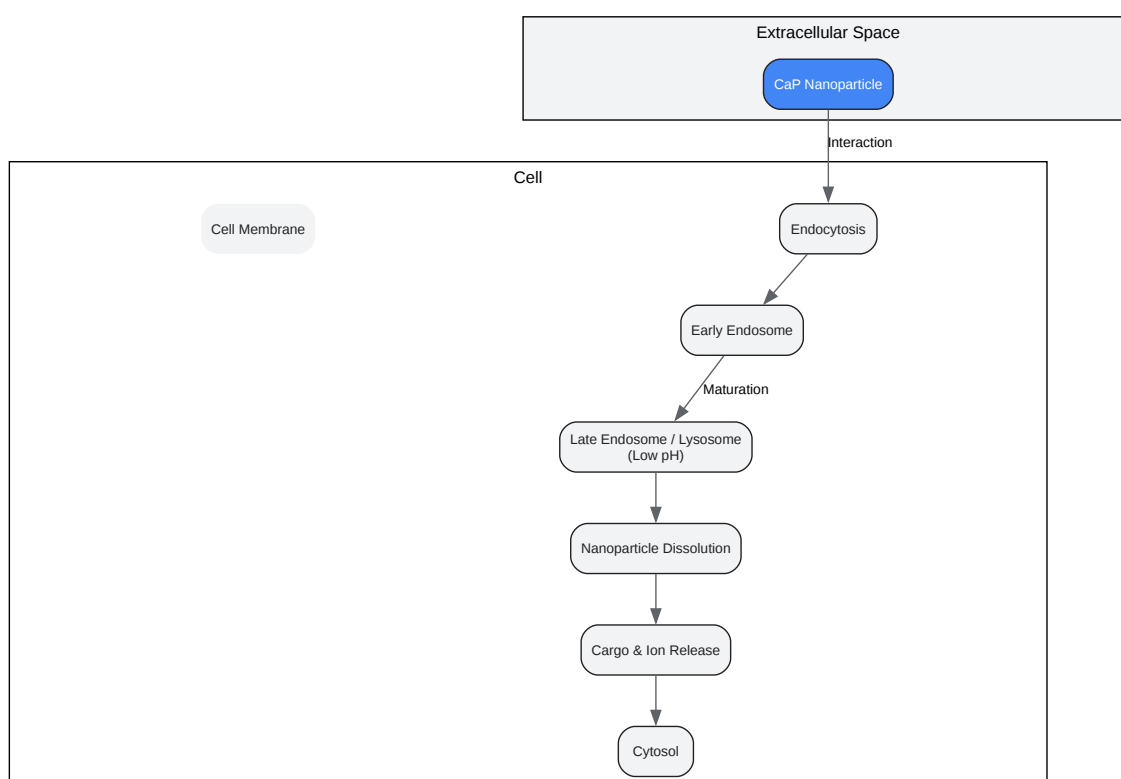 Extracellular Space
CaP Nanoparticle
Interaction
Cell
Cell Membrane
Endocytosis
Early Endosome
Maturation
Late Endosome / Lysosome
(Low pH)
Nanoparticle Dissolution
Cargo & Ion Release
Cytosol